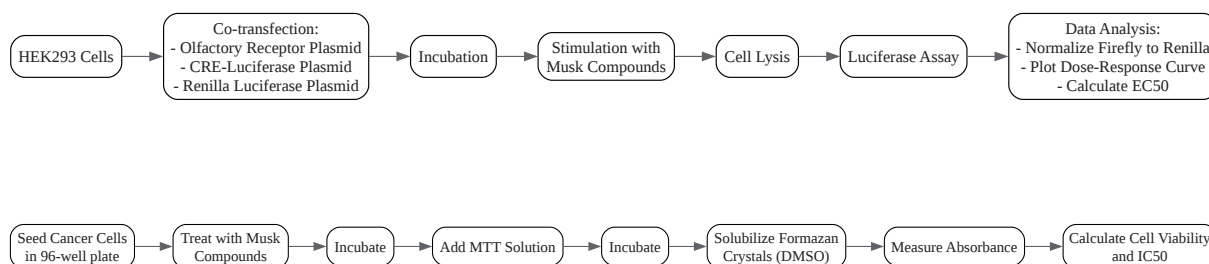 HEK293 Cells
Co-transfection:
- Olfactory Receptor Plasmid
- CRE-Luciferase Plasmid
- Renilla Luciferase Plasmid
Incubation
Stimulation with
Musk Compounds
Cell Lysis
Luciferase Assay
Data Analysis:
- Normalize Firefly to Renilla
- Plot Dose-Response Curve
- Calculate EC50
Seed Cancer Cells
in 96-well plate
Treat with Musk
Compounds
Incubate
Add MTT Solution
Incubate
Solubilize Formazan
Crystals (DMSO)
Measure Absorbance
Calculate Cell Viability
and IC50